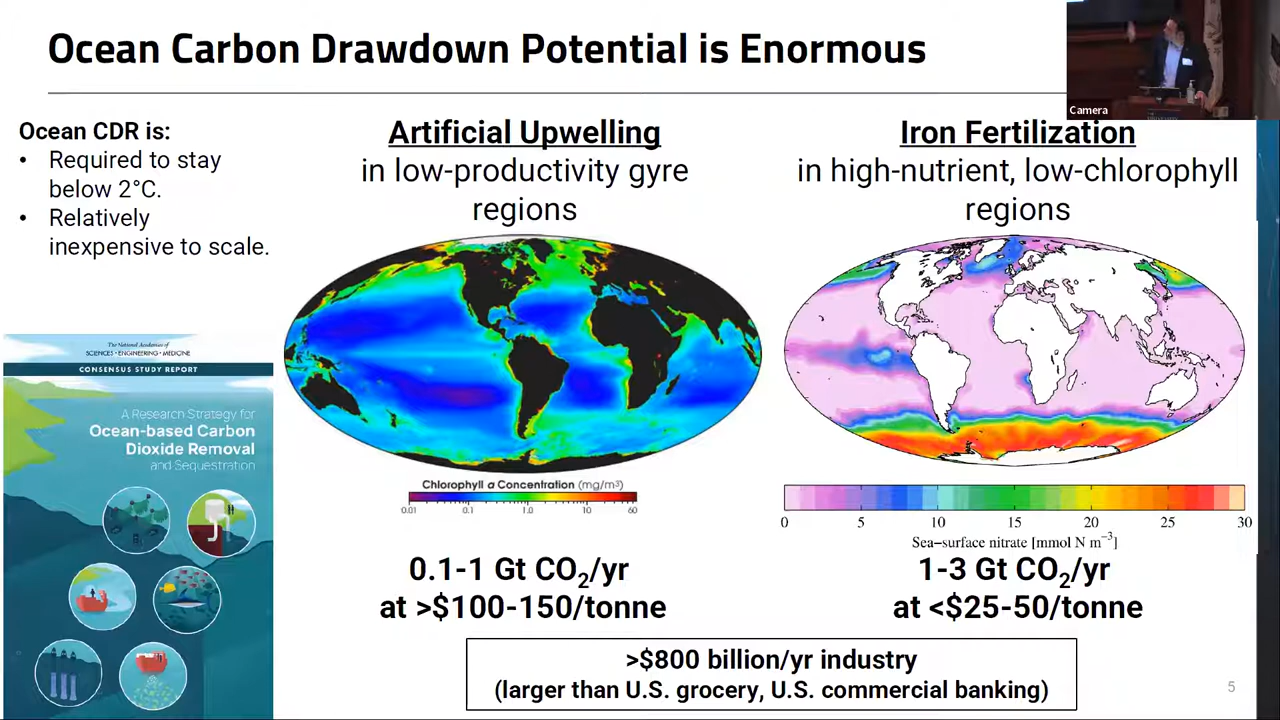 Ocean Carbon Drawdown Potential is Enormous
Camera
Ocean CDR is:
• Required to stay
below 2°C.
• Relatively
inexpensive to scale.
The National Academies of
SCIENCES • ENGINEERING • MEDICINE
CONSENSUS STUDY REPORT
A Research Strategy for
Ocean-based Carbon
Dioxide Removal
and Sequestration
Artificial Upwelling
in low-productivity gyre
regions
Chlorophyll a Concentration (mg/m³)
0.01 0.1 1.0 10 60
0.1-1 Gt CO₂/yr
at >$100-150/tonne
Iron Fertilization
in high-nutrient, low-chlorophyll
regions
0 5 10 15 20 25 30
Sea-surface nitrate [mmol N m⁻³]
1-3 Gt CO₂/yr
at <$25-50/tonne
>$800 billion/yr industry
(larger than U.S. grocery, U.S. commercial banking)
5